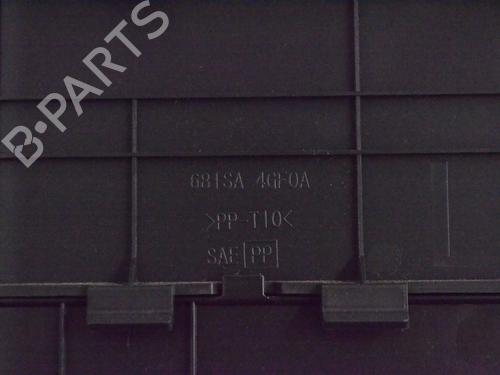 B-PARTS
681SA 4GF0A
>PP-T10<
SAE PP